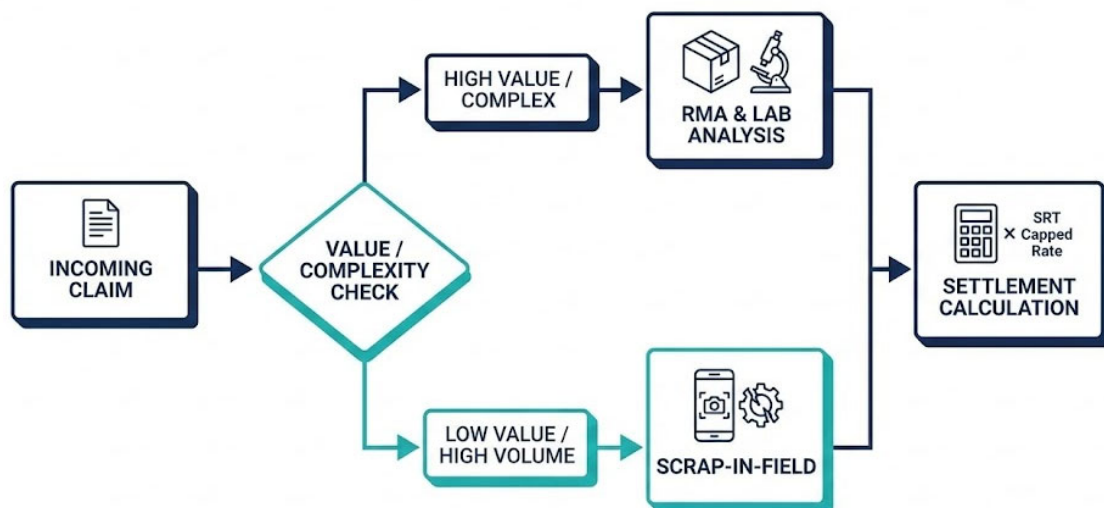 INCOMING
CLAIM
VALUE /
COMPLEXITY
CHECK
HIGH VALUE /
COMPLEX
RMA & LAB
ANALYSIS
LOW VALUE /
HIGH VOLUME
SCRAP-IN-FIELD
× SRT
Capped
Rate
SETTLEMENT
CALCULATION